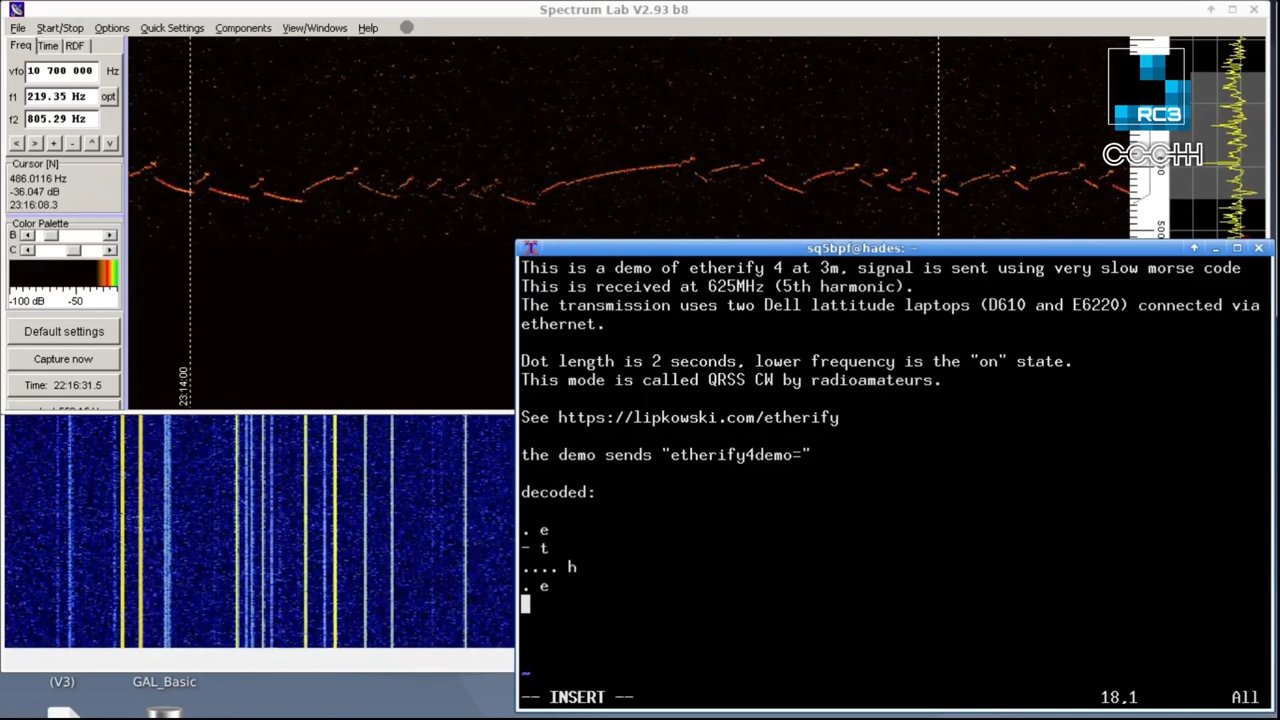 Spectrum Lab V2.93 b8
File Start/Stop Options Quick Settings Components View/Windows Help
Freq Time RDF
vfo 10 700 000 Hz
f1 219.35 Hz opt
f2 805.29 Hz
< > + - ^ v
Cursor [N]
486.0116 Hz
-36.047 dB
23:16:08.3
Color Palette
B
C
-100 dB -50
Default settings
Capture now
Time: 22:16:31.5
23:14:00
RC3
CCCHH
sq5bpf@hades: ~
This is a demo of etherify 4 at 3m, signal is sent using very slow morse code
This is received at 625MHz (5th harmonic).
The transmission uses two Dell lattitude laptops (D610 and E6220) connected via
ethernet.
Dot length is 2 seconds, lower frequency is the "on" state.
This mode is called QRSS CW by radioamateurs.
See https://lipkowski.com/etherify
the demo sends "etherify4demo="
decoded:
. e
- t
.... h
. e
~
-- INSERT -- 18,1 All
(V3) GAL_Basic